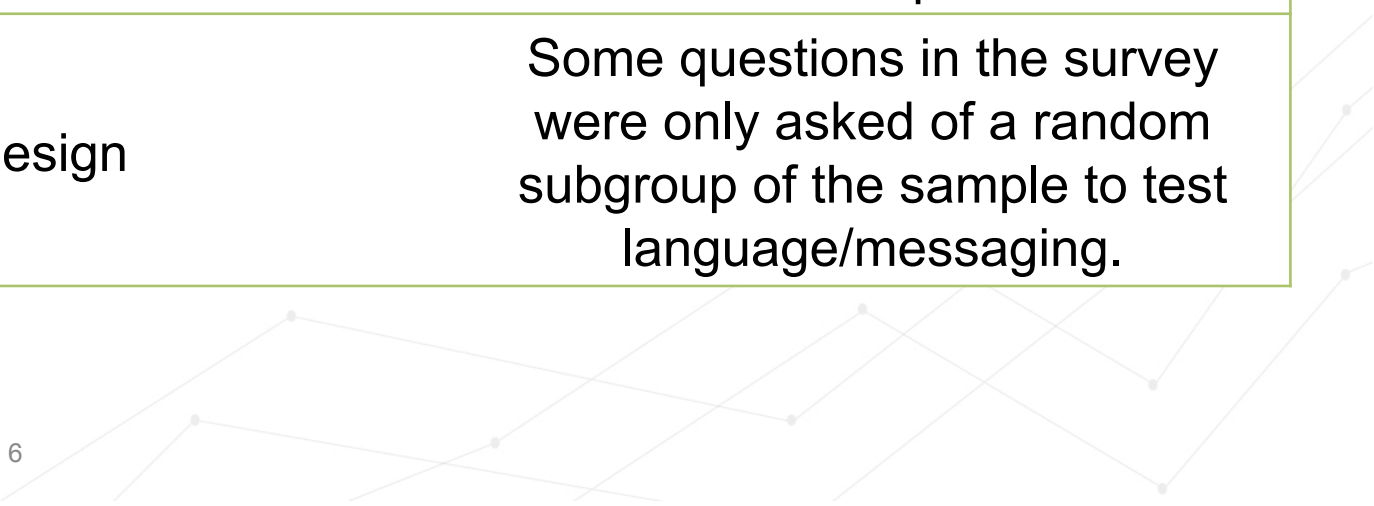 Some questions in the survey
were only asked of a random
esign
subgroup of the sample to test
language/messaging.
6